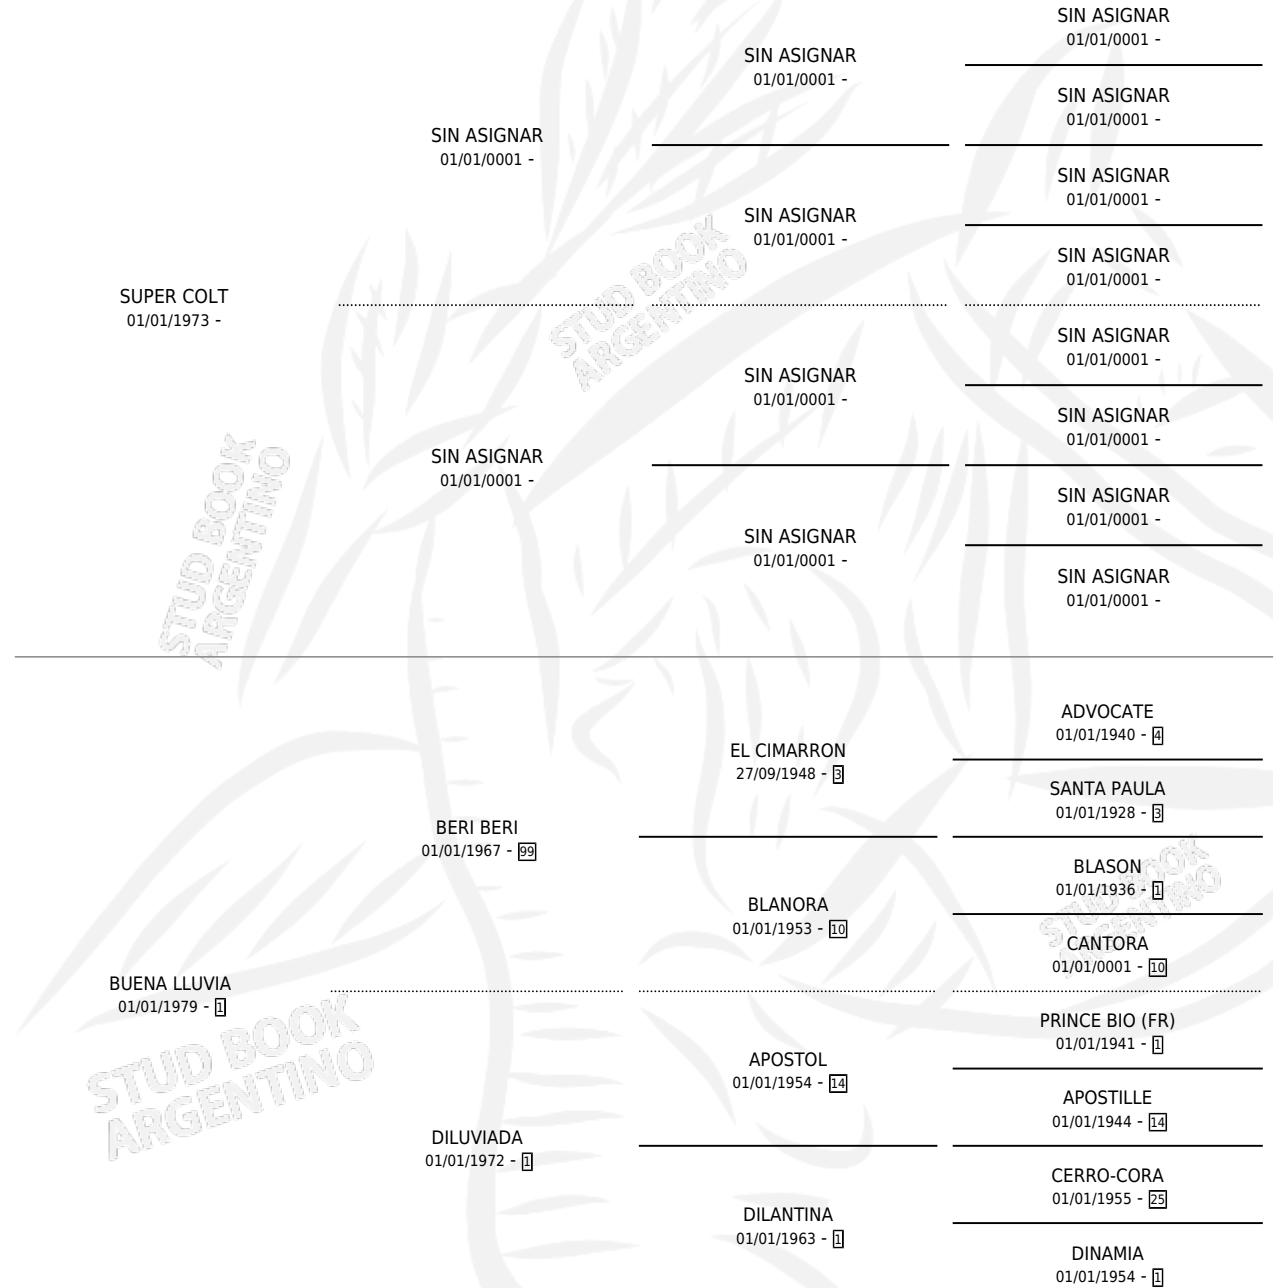 SIN ASIGNAR
01/01/0001 -
SIN ASIGNAR
01/01/0001 -
SIN ASIGNAR
01/01/0001 -
SIN ASIGNAR
01/01/0001 -
SIN ASIGNAR
01/01/0001 -
SIN ASIGNAR
01/01/0001 -
SIN ASIGNAR
01/01/0001 -
STUD BOOK
ARGENTINO
SUPER COLT
01/01/1973 -
SIN ASIGNAR
01/01/0001 -
SIN ASIGNAR
01/01/0001 -
SIN ASIGNAR
01/01/0001 -
SIN ASIGNAR
01/01/0001 -
SIN ASIGNAR
01/01/0001 -
SIN ASIGNAR
01/01/0001 -
SIN ASIGNAR
01/01/0001 -
STUD BOOK
ARGENTINO
ADVOCATE
01/01/1940 - 4
EL CIMARRON
27/09/1948 - 3
SANTA PAULA
01/01/1928 - 3
BERI BERI
01/01/1967 - 99
BLASON
01/01/1936 - 1
BLANORA
01/01/1953 - 10
CANTORA
01/01/0001 - 10
STUD BOOK
ARGENTINO
BUENA LLUVIA
01/01/1979 - 1
PRINCE BIO (FR)
01/01/1941 - 1
APOSTOL
01/01/1954 - 14
APOSTILLE
01/01/1944 - 14
STUD BOOK
ARGENTINO
DILUVIADA
01/01/1972 - 1
CERRO-CORA
01/01/1955 - 25
DILANTINA
01/01/1963 - 1
DINAMIA
01/01/1954 - 1